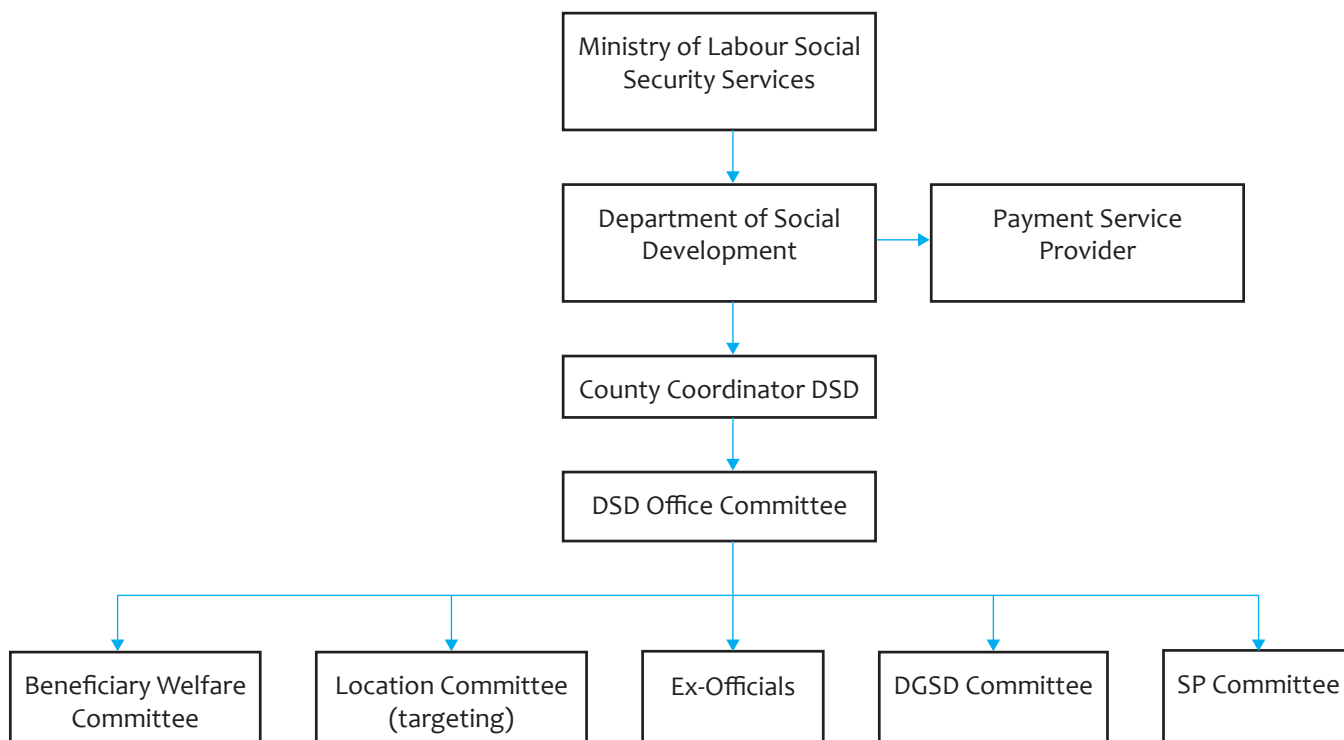 Ministry of Labour Social
Security Services
Department of Social
Development
Payment Service
Provider
County Coordinator DSD
DSD Office Committee
Beneficiary Welfare
Committee
Location Committee
(targeting)
Ex-Officials
DGSD Committee
SP Committee